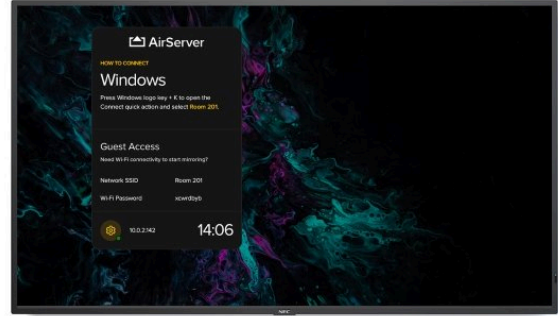 AirServer
HOW TO CONNECT
Windows
Press Windows logo key + K to open the
Connect quick action and select Room 201.
Guest Access
Need Wi-Fi connectivity to start mirroring?
Network SSID Room 201
Wi-Fi Password xcwrdbyb
10.0.2.142 14:06
NEC